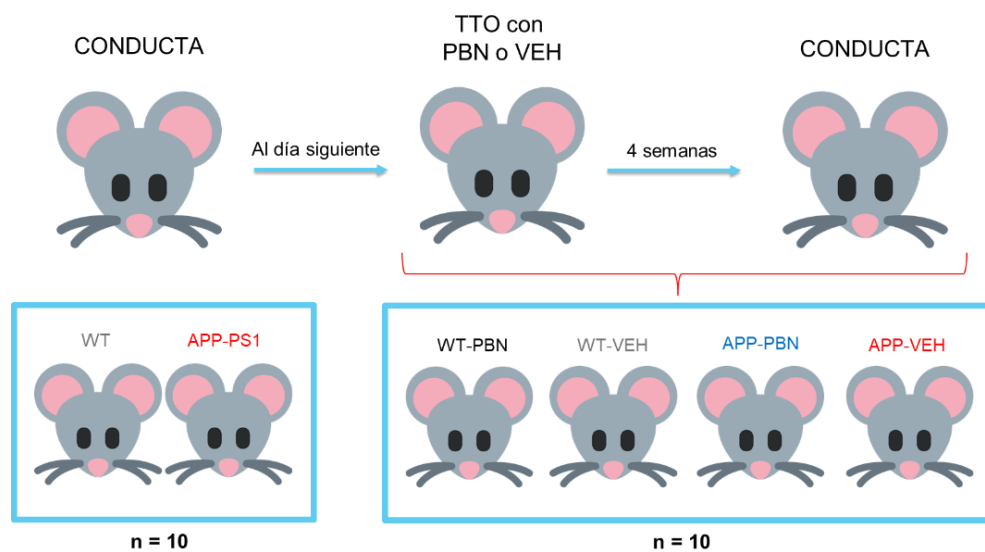 CONDUCTA
Al día siguiente
TTO con
PBN o VEH
4 semanas
CONDUCTA
WT
APP-PS1
n = 10
WT-PBN
WT-VEH
APP-PBN
APP-VEH
n = 10